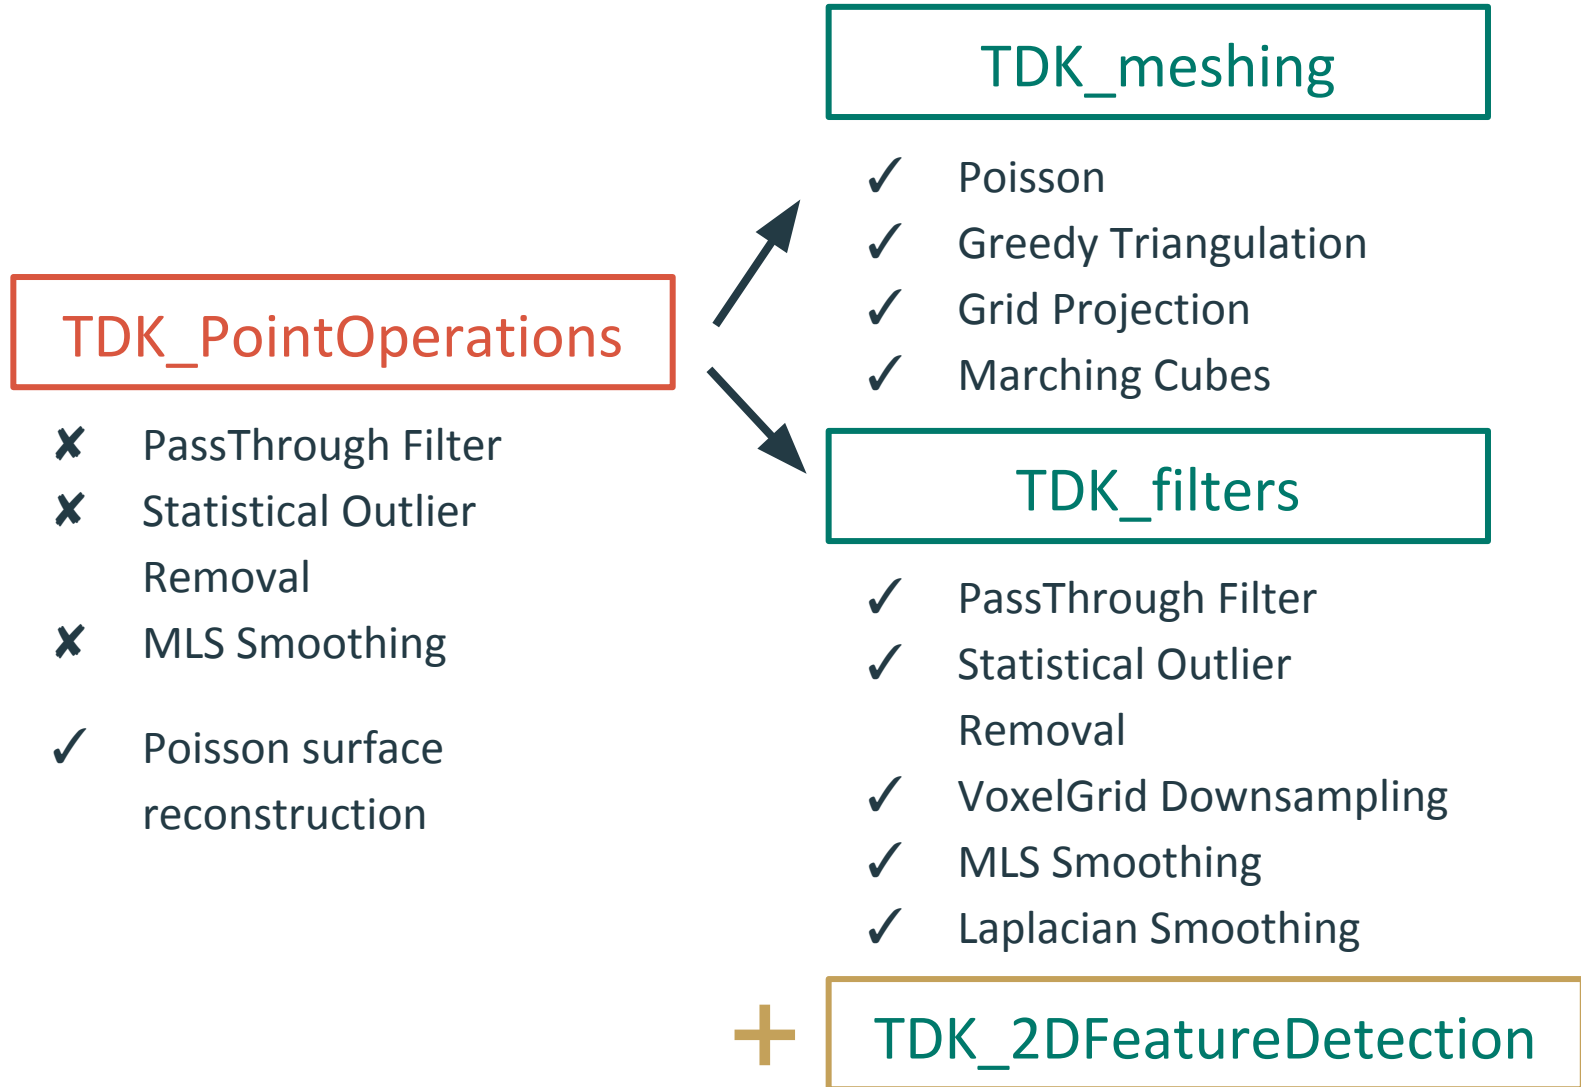 TDK_PointOperations
✘ PassThrough Filter
✘ Statistical Outlier
Removal
✘ MLS Smoothing
✓ Poisson surface
reconstruction
TDK_meshing
✓ Poisson
✓ Greedy Triangulation
✓ Grid Projection
✓ Marching Cubes
TDK_filters
✓ PassThrough Filter
✓ Statistical Outlier
Removal
✓ VoxelGrid Downsampling
✓ MLS Smoothing
✓ Laplacian Smoothing
+ TDK_2DFeatureDetection